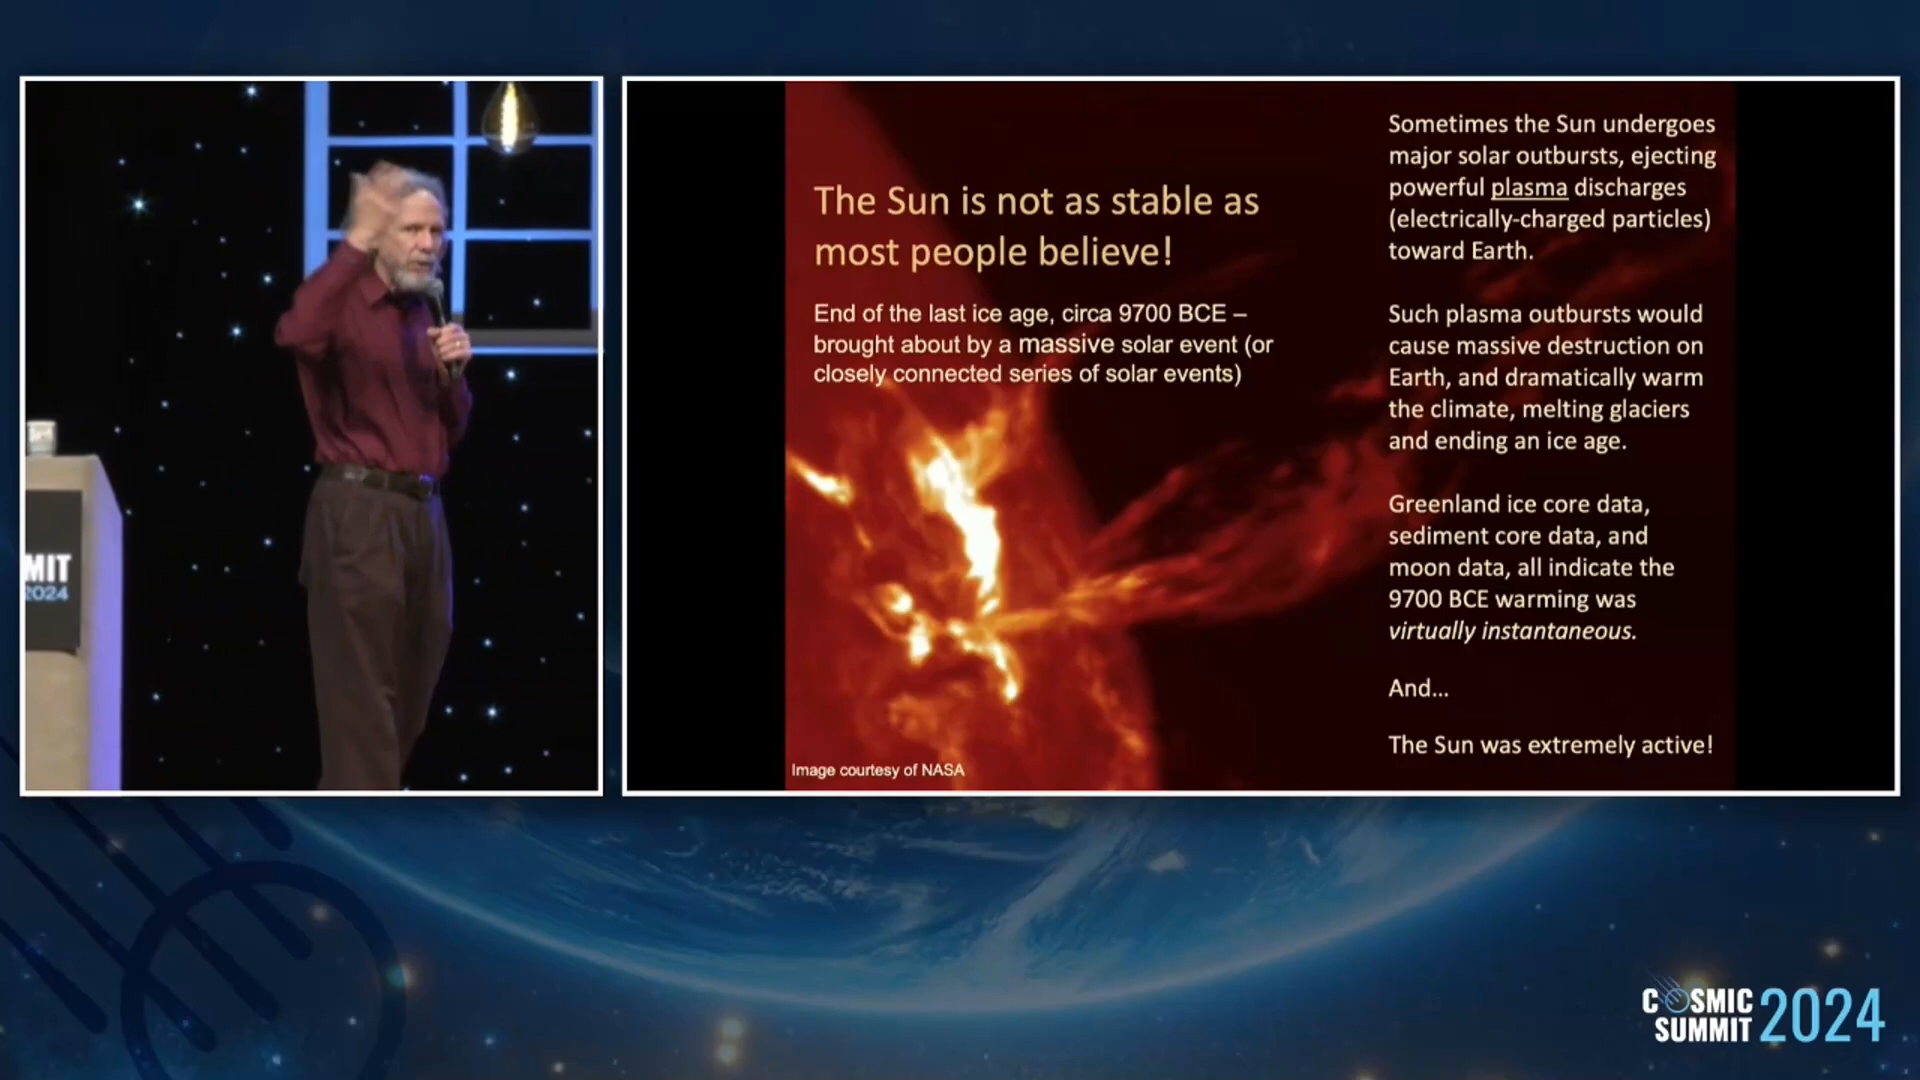 MIT
2024
The Sun is not as stable as
most people believe!
End of the last ice age, circa 9700 BCE –
brought about by a massive solar event (or
closely connected series of solar events)
Image courtesy of NASA
Sometimes the Sun undergoes
major solar outbursts, ejecting
powerful plasma discharges
(electrically-charged particles)
toward Earth.
Such plasma outbursts would
cause massive destruction on
Earth, and dramatically warm
the climate, melting glaciers
and ending an ice age.
Greenland ice core data,
sediment core data, and
moon data, all indicate the
9700 BCE warming was
virtually instantaneous.
And...
The Sun was extremely active!
COSMIC
SUMMIT 2024